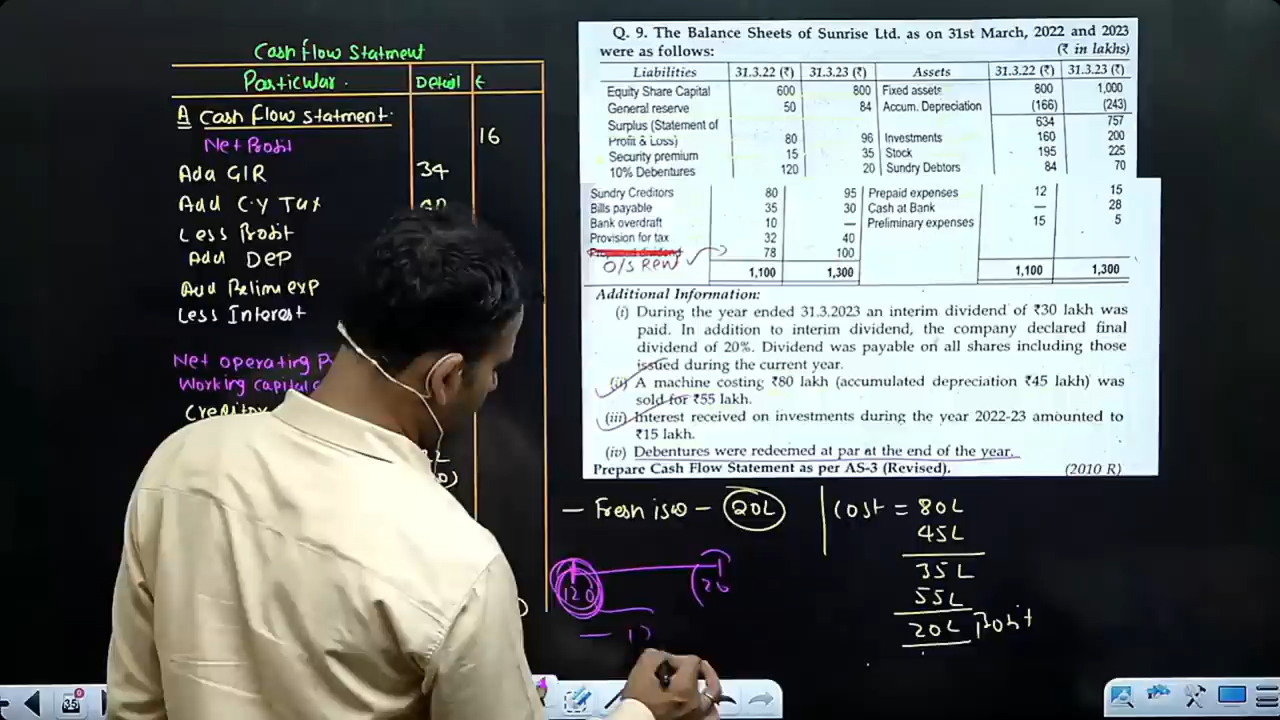 Cash flow Statment
Particular. Detail ₹
A Cash flow Statment.
Net Profit 16
Add GIR 34
Add C.Y Tax
Less Profit
Add DEP
Add Prelim exp
Less Interest
Net operating
Working capital
Creditor
Q. 9. The Balance Sheets of Sunrise Ltd. as on 31st March, 2022 and 2023
were as follows: (₹ in lakhs)
Liabilities 31.3.22 (₹) 31.3.23 (₹) Assets 31.3.22 (₹) 31.3.23 (₹)
Equity Share Capital 600 800 Fixed assets 800 1,000
General reserve 50 84 Accum. Depreciation (166) (243)
Surplus (Statement of 634 757
Profit & Loss) 80 96 Investments 160 200
Security premium 15 35 Stock 195 225
10% Debentures 120 20 Sundry Debtors 84 70
Sundry Creditors 80 95 Prepaid expenses 12 15
Bills payable 35 30 Cash at Bank — 28
Bank overdraft 10 — Preliminary expenses 15 5
Provision for tax 32 40
78 100
O/S Rent
1,100 1,300 1,100 1,300
Additional Information:
(i) During the year ended 31.3.2023 an interim dividend of ₹30 lakh was
paid. In addition to interim dividend, the company declared final
dividend of 20%. Dividend was payable on all shares including those
issued during the current year.
(ii) A machine costing ₹80 lakh (accumulated depreciation ₹45 lakh) was
sold for ₹55 lakh.
(iii) Interest received on investments during the year 2022-23 amounted to
₹15 lakh.
(iv) Debentures were redeemed at par at the end of the year.
Prepare Cash Flow Statement as per AS-3 (Revised). (2010 R)
— Fresh iss — 20L
120
Cost = 80L
45L
35L
55L
20L Profit
35